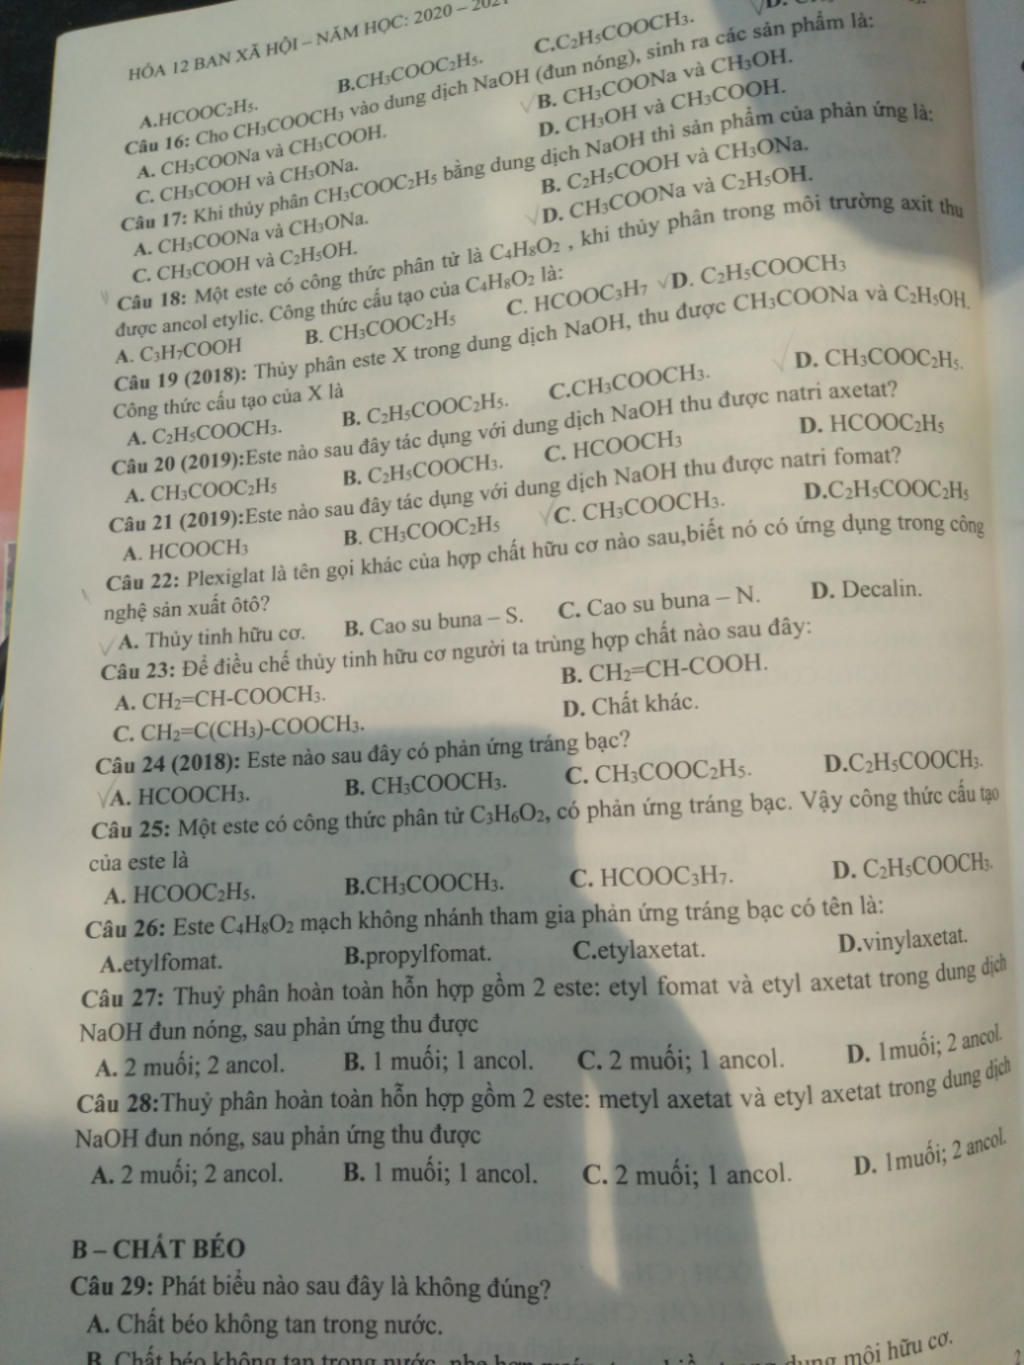 HÓA 12 BAN XÃ HỘI – NĂM HỌC: 2020 – 2021
A.HCOOC₂H₅. B.CH₃COOC₂H₅. C.C₂H₅COOCH₃. D.
Câu 16: Cho CH₃COOCH₃ vào dung dịch NaOH (đun nóng), sinh ra các sản phẩm là:
A. CH₃COONa và CH₃COOH. B. CH₃COONa và CH₃OH.
C. CH₃COOH và CH₃ONa. D. CH₃OH và CH₃COOH.
Câu 17: Khi thủy phân CH₃COOC₂H₅ bằng dung dịch NaOH thì sản phẩm của phản ứng là:
A. CH₃COONa và CH₃ONa. B. C₂H₅COOH và CH₃ONa.
C. CH₃COOH và C₂H₅OH. D. CH₃COONa và C₂H₅OH.
Câu 18: Một este có công thức phân tử là C₄H₈O₂ , khi thủy phân trong môi trường axit thu
được ancol etylic. Công thức cấu tạo của C₄H₈O₂ là:
A. C₃H₇COOH B. CH₃COOC₂H₅ C. HCOOC₃H₇ D. C₂H₅COOCH₃
Câu 19 (2018): Thủy phân este X trong dung dịch NaOH, thu được CH₃COONa và C₂H₅OH.
Công thức cấu tạo của X là
A. C₂H₅COOCH₃. B. C₂H₅COOC₂H₅. C.CH₃COOCH₃. D. CH₃COOC₂H₅.
Câu 20 (2019):Este nào sau đây tác dụng với dung dịch NaOH thu được natri axetat?
A. CH₃COOC₂H₅ B. C₂H₅COOCH₃. C. HCOOCH₃ D. HCOOC₂H₅
Câu 21 (2019):Este nào sau đây tác dụng với dung dịch NaOH thu được natri fomat?
A. HCOOCH₃ B. CH₃COOC₂H₅ C. CH₃COOCH₃. D.C₂H₅COOC₂H₅
Câu 22: Plexiglat là tên gọi khác của hợp chất hữu cơ nào sau,biết nó có ứng dụng trong công
nghệ sản xuất ôtô?
A. Thủy tinh hữu cơ. B. Cao su buna – S. C. Cao su buna – N. D. Decalin.
Câu 23: Để điều chế thủy tinh hữu cơ người ta trùng hợp chất nào sau đây:
A. CH₂=CH-COOCH₃. B. CH₂=CH-COOH.
C. CH₂=C(CH₃)-COOCH₃. D. Chất khác.
Câu 24 (2018): Este nào sau đây có phản ứng tráng bạc?
A. HCOOCH₃. B. CH₃COOCH₃. C. CH₃COOC₂H₅. D.C₂H₅COOCH₃.
Câu 25: Một este có công thức phân tử C₃H₆O₂, có phản ứng tráng bạc. Vậy công thức cấu tạo
của este là
A. HCOOC₂H₅. B.CH₃COOCH₃. C. HCOOC₃H₇. D. C₂H₅COOCH₃.
Câu 26: Este C₄H₈O₂ mạch không nhánh tham gia phản ứng tráng bạc có tên là:
A.etylfomat. B.propylfomat. C.etylaxetat. D.vinylaxetat.
Câu 27: Thuỷ phân hoàn toàn hỗn hợp gồm 2 este: etyl fomat và etyl axetat trong dung dịch
NaOH đun nóng, sau phản ứng thu được
A. 2 muối; 2 ancol. B. 1 muối; 1 ancol. C. 2 muối; 1 ancol. D. 1muối; 2 ancol.
Câu 28:Thuỷ phân hoàn toàn hỗn hợp gồm 2 este: metyl axetat và etyl axetat trong dung dịch
NaOH đun nóng, sau phản ứng thu được
A. 2 muối; 2 ancol. B. 1 muối; 1 ancol. C. 2 muối; 1 ancol. D. 1muối; 2 ancol.
B – CHẤT BÉO
Câu 29: Phát biểu nào sau đây là không đúng?
A. Chất béo không tan trong nước.
B. Chất béo không tan trong nước, dung môi hữu cơ.